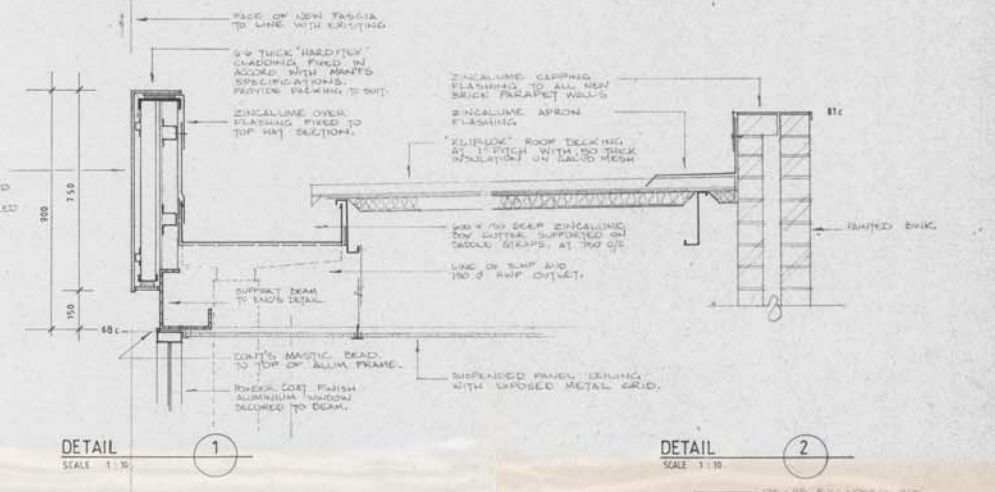 FACE OF NEW FASCIA
TO LINE WITH EXISTING.
6.0 THICK "HARDITEX"
CLADDING FIXED IN
ACCORD WITH MANF'S
SPECIFICATIONS.
PROVIDE PACKING TO SUIT.
ZINCALUME OVER
FLASHING FIXED TO
TOP HAT SECTION.
ZINCALUME CAPPING
FLASHING TO ALL NEW
BRICK PARAPET WALLS
ZINCALUME APRON
FLASHING
"KLIPLOK" ROOF DECKING
AT 1° PITCH WITH 50 THICK
INSULATION ON GALV'D MESH
600 x 150 DEEP ZINCALUME
BOX GUTTER SUPPORTED ON
SADDLE STRAPS, AT 750 C/C
LINE OF SUMP AND
150 Ø RWP OUTLET.
81c
PAINTED BRICK
900
750
150
68c
SUPPORT BEAM
TO ENG'S DETAIL
CONT'S MASTIC BEAD
TO TOP OF ALUM FRAME.
POWDER COAT FINISH
ALUMINIUM WINDOW
SECURED TO BEAM.
SUSPENDED PANEL CEILING
WITH EXPOSED METAL GRID.
DETAIL 1
SCALE 1:10
DETAIL 2
SCALE 1:10